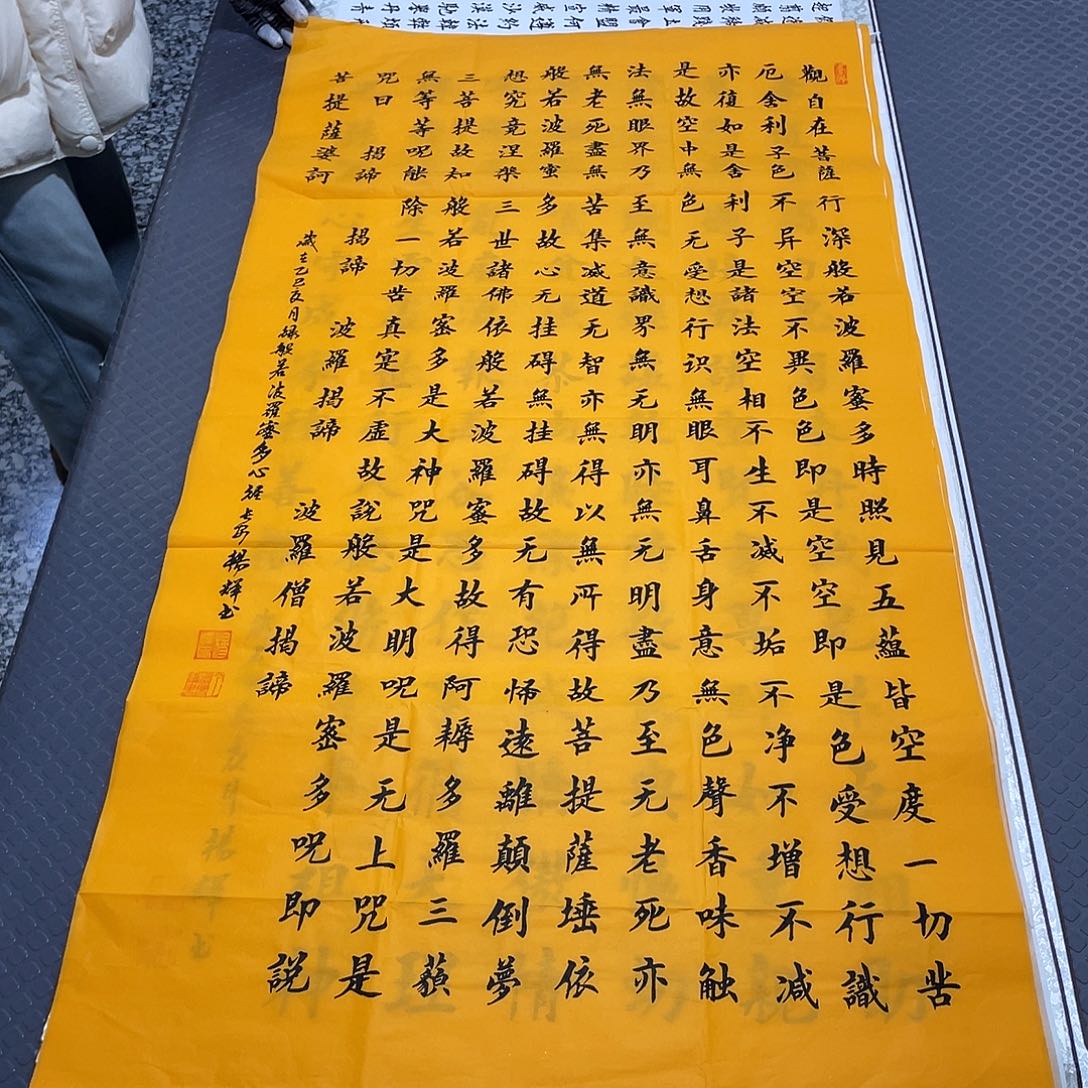 觀自在菩薩行深般若波羅蜜多時照見五蘊皆空度一切苦
厄舍利子色不异空空不異色色即是空空即是色受想行識
亦復如是舍利子是諸法空相不生不滅不垢不净不增不减
是故空中無色无受想行识無眼耳鼻舌身意無色聲香味触
法無眼界乃至無意識界無无明亦無无明盡乃至无老死亦
無老死盡無苦集滅道无智亦無得以無所得故菩提薩埵依
般若波羅蜜多故心无挂碍無挂碍故无有恐怖遠離顛倒夢
想究竟涅槃三世諸佛依般若波羅蜜多故得阿耨多羅三藐
三菩提故知般若波羅蜜多是大神咒是大明咒是无上咒是
無等等咒能除一切苦真实不虛故説般若波羅蜜多咒即説
咒曰 揭諦 揭諦 波羅揭諦 波羅僧揭諦
菩提薩婆訶
歲在乙巳夏月録般若波羅蜜多心経长安楊輝书